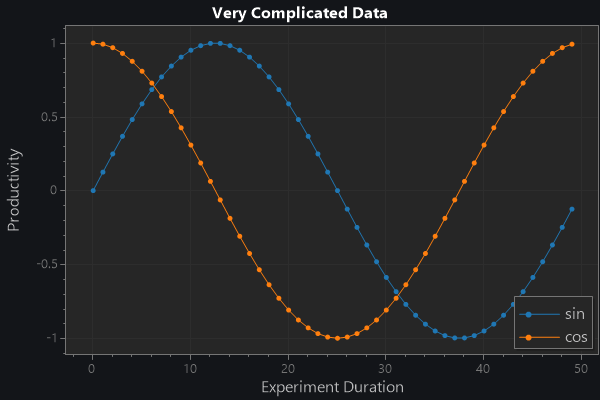 Very Complicated Data
1
0.5
0
-0.5
-1
Productivity
0
10
20
30
40
50
Experiment Duration
sin
cos